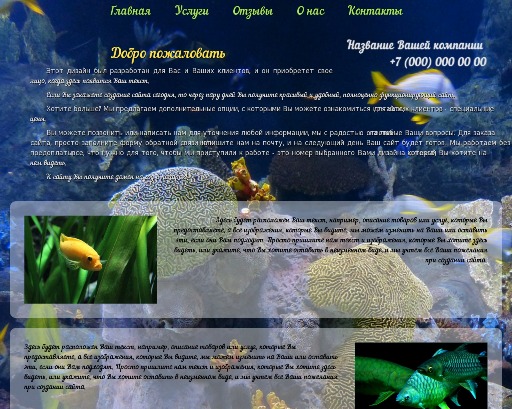 Главная Услуги Отзывы О нас Контакты
Название Вашей компании
Добро пожаловать
+7 (000) 000 00 00
Этот дизайн был разработан для Вас и Ваших клиентов, и он приобретет свое
лицо, когда здесь появится Ваш текст.
Если Вы закажете создание сайта сегодня, то через пару дней Вы получите красивый и удобный, полноценно функционирующий сайт.
Хотите больше? Мы предлагаем дополнительные опции, с которыми Вы можете ознакомиться клиентов - специальные
цены.
Вы можете позвонить или написать нам для уточнения любой информации, мы с радостью Ваши вопросы. Для заказа
сайта, просто заполните форму обратной связи напишите нам на почту, и на следующий день Ваш сайт будет готов. Мы работаем без
предоплаты все, что нужно для того, чтобы мы приступили к работе - это номер выбранного Вами дизайна который Вы хотите на
нем видеть.
К сайту Вы получите домен
Здесь будет расположен Ваш текст, например, описание товаров или услуг, которые Вы
предоставляете, а все изображения, которые Вы видите, мы можем изменить на Ваши или оставить
эти, если они Вам подходят. Просто пришлите нам текст и изображения, которые Вы хотите здесь
видеть, или укажите, что Вы хотите оставить в неизменном виде, и мы учтем все Ваши пожелания
при создании сайта.
Здесь будет расположен Ваш текст, например, описание товаров или услуг, которые Вы
предоставляете, а все изображения, которые Вы видите, мы можем изменить на Ваши или оставить
эти, если они Вам подходят. Просто пришлите нам текст и изображения, которые Вы хотите здесь
видеть, или укажите, что Вы хотите оставить в неизменном виде, и мы учтем все Ваши пожелания
при создании сайта.